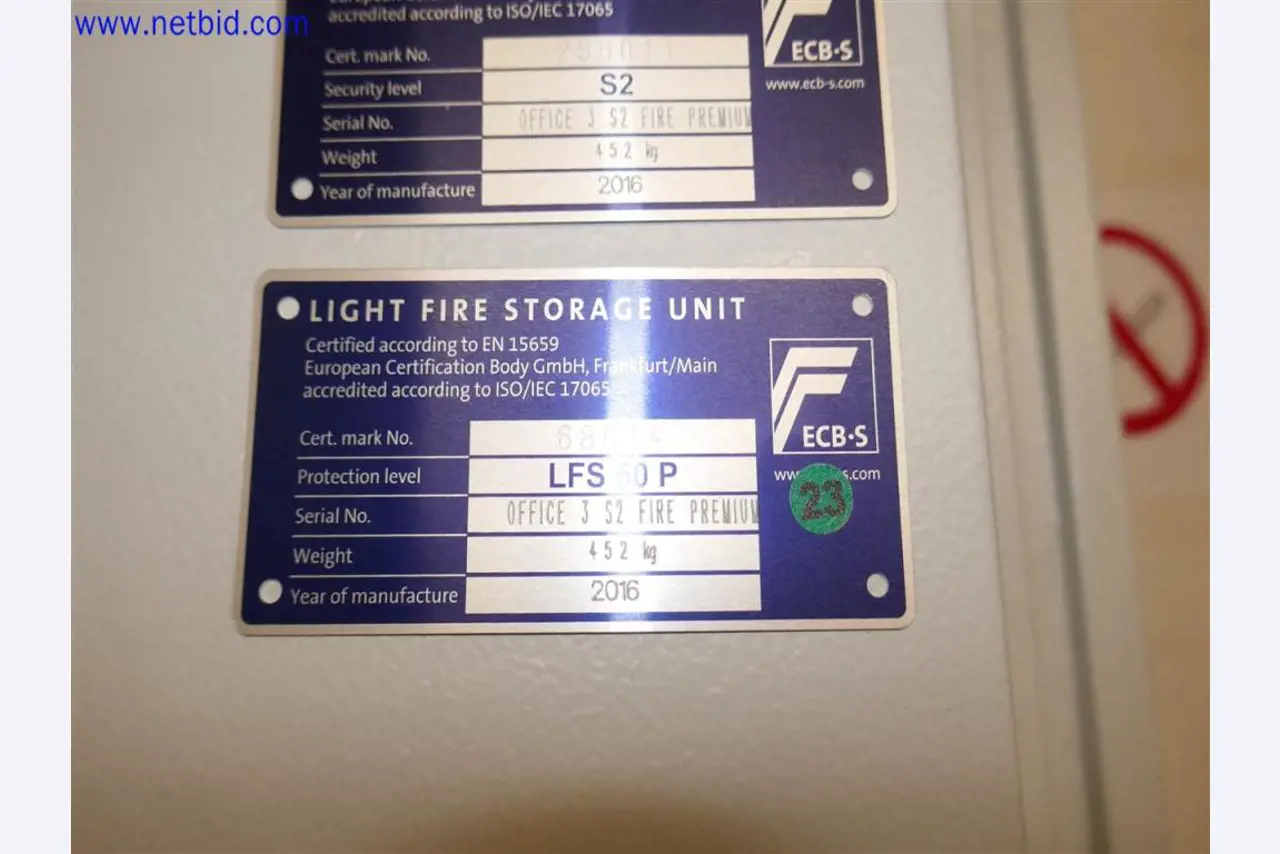 www.netbid.com
accredited according to ISO/IEC 17065
Cert. mark No.
Security level S2
Serial No. OFFICE 3 S2 FIRE PREMIUM
Weight 452 kg
Year of manufacture 2016
ECB·S
www.ecb-s.com
LIGHT FIRE STORAGE UNIT
Certified according to EN 15659
European Certification Body GmbH, Frankfurt/Main
accredited according to ISO/IEC 17065
Cert. mark No.
Protection level LFS P
Serial No. OFFICE 3 S2 FIRE PREMIUM
Weight 452 kg
Year of manufacture 2016
ECB·S
23